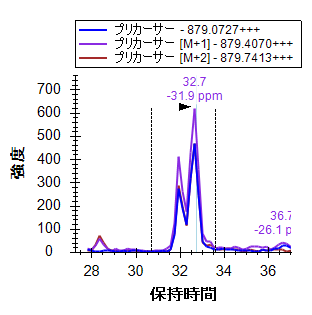 プリカーサー - 879.0727+++
プリカーサー [M+1] - 879.4070+++
プリカーサー [M+2] - 879.7413+++
32.7
-31.9 ppm
700
600
500
400
300
200
100
0
強度
36.7
-26.1 p
28 30 32 34 36
保持時間